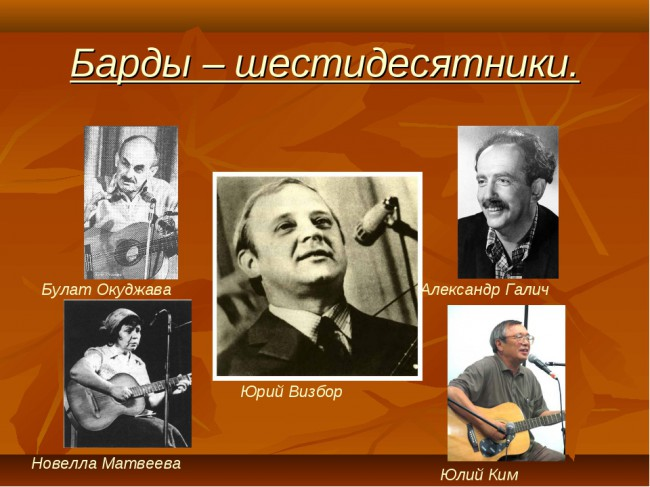 Барды – шестидесятники.
Булат Окуджава
Александр Галич
Юрий Визбор
Новелла Матвеева
Юлий Ким